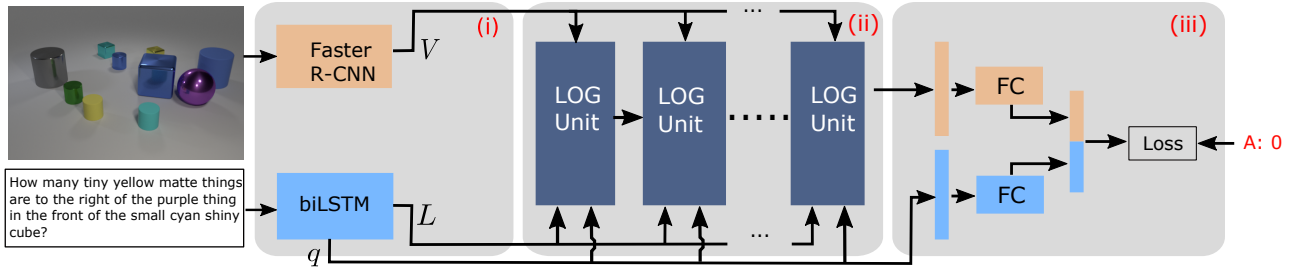 (i)
(ii)
(iii)
Faster
R-CNN
V
...
LOG
Unit
LOG
Unit
.....
LOG
Unit
FC
Loss
A: 0
How many tiny yellow matte things
are to the right of the purple thing
in the front of the small cyan shiny
cube?
biLSTM
L
q
...
FC